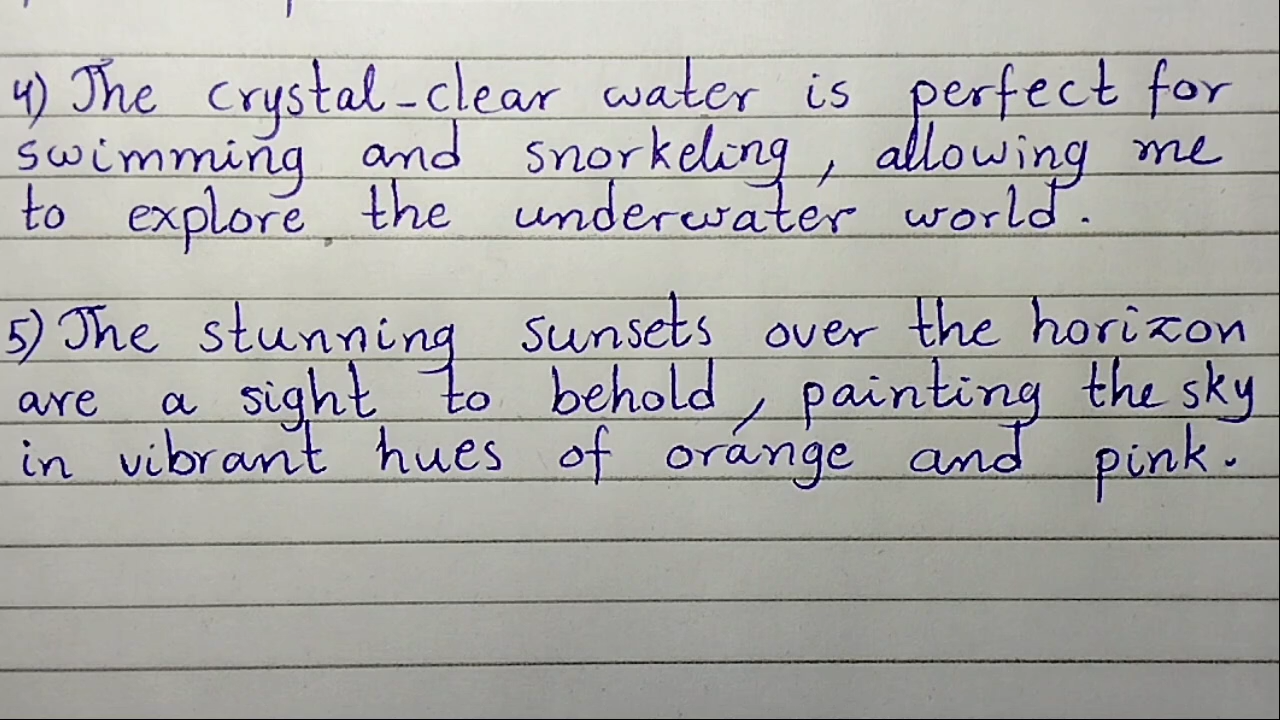 4) The crystal-clear water is perfect for
swimming and snorkeling, allowing me
to explore the underwater world.
5) The stunning sunsets over the horizon
are a sight to behold, painting the sky
in vibrant hues of orange and pink.